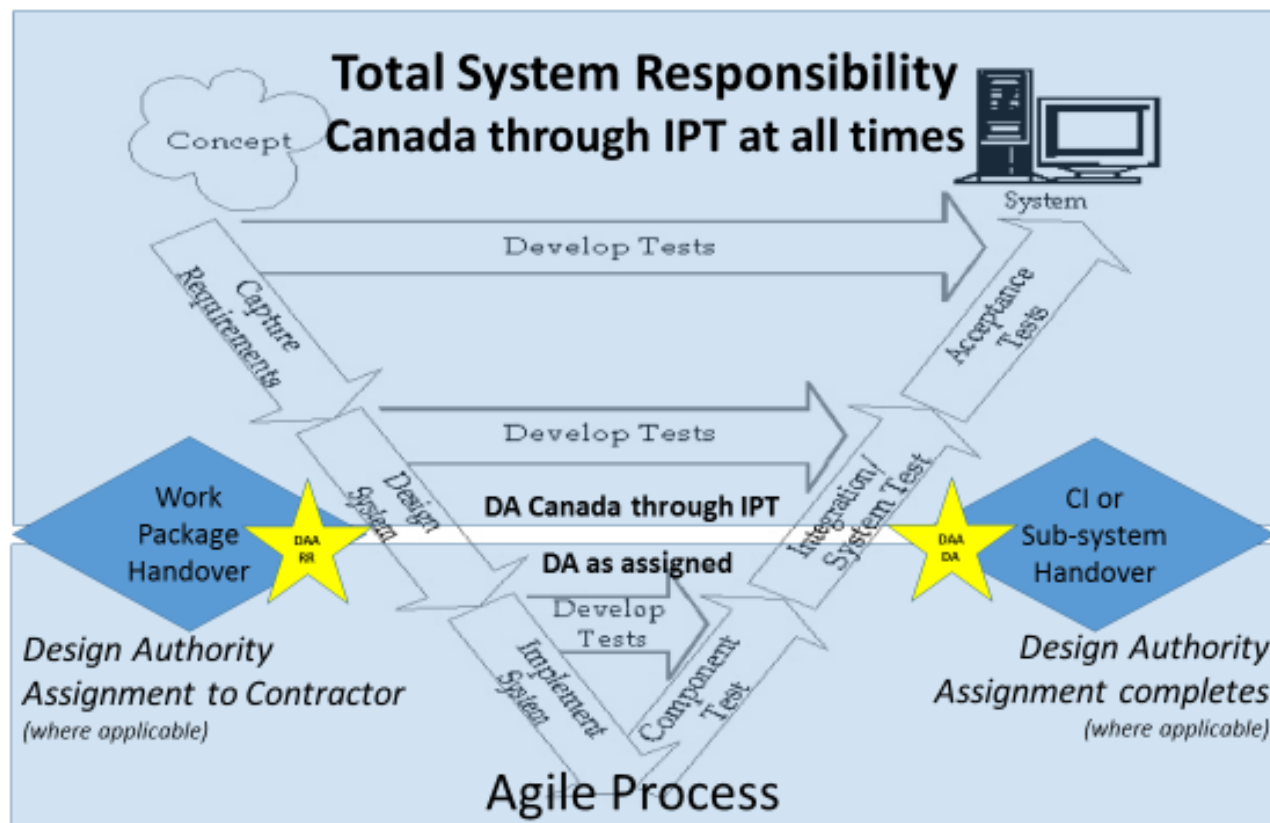 Total System Responsibility
Canada through IPT at all times
Concept
System
Develop Tests
Capture
Requirements
Acceptance
Tests
Develop Tests
Design
System
Integration/
System Test
DA Canada through IPT
Work
Package
Handover
DAA
RR
DAA
DA
CI or
Sub-system
Handover
DA as assigned
Develop
Tests
Implement
System
Component
Test
Design Authority
Assignment to Contractor
(where applicable)
Design Authority
Assignment completes
(where applicable)
Agile Process